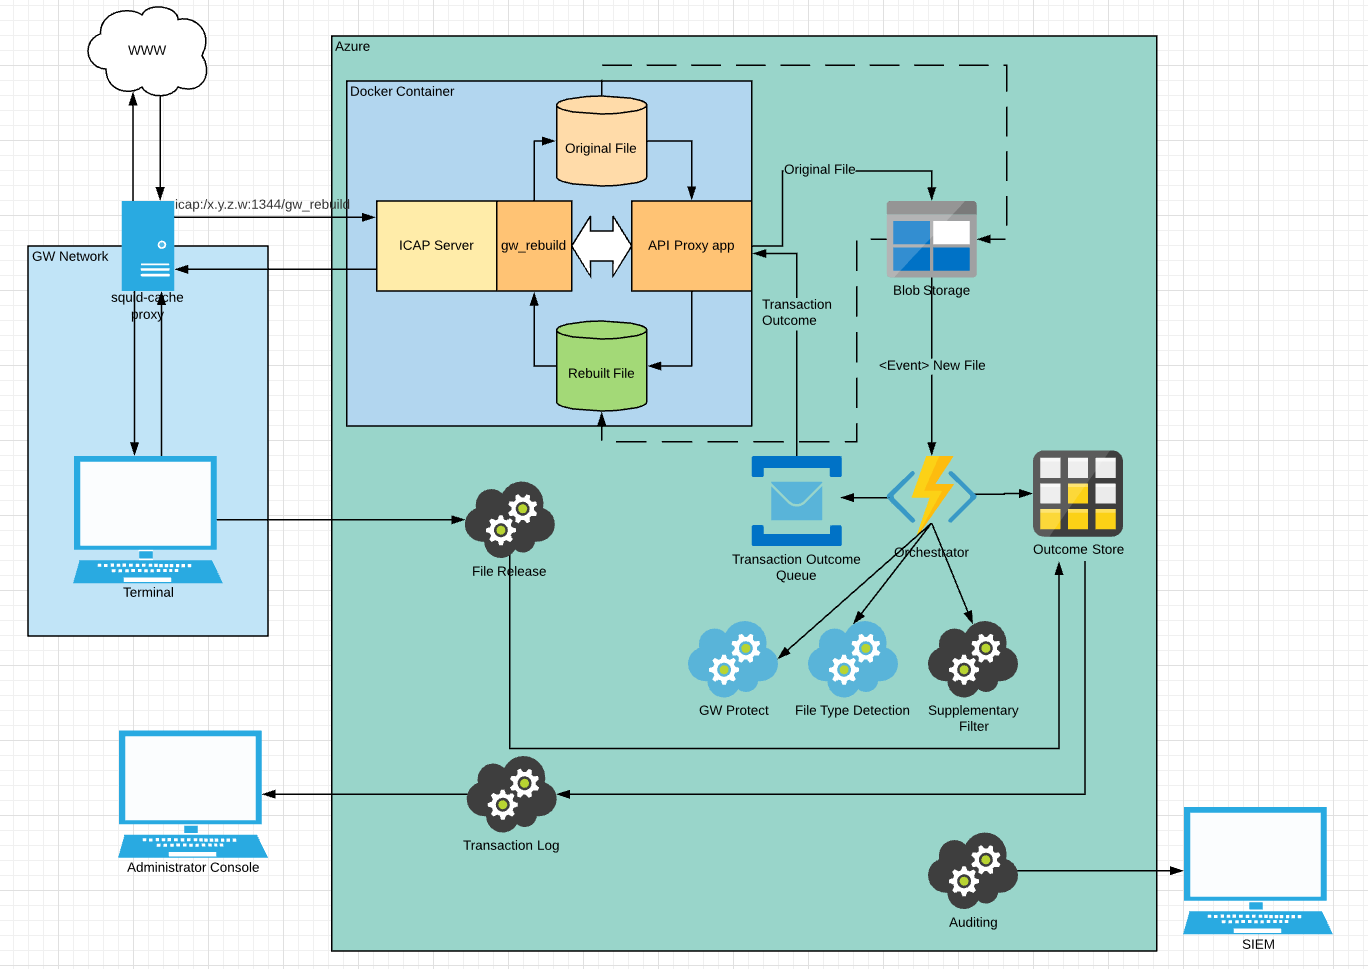 WWW
Azure
Docker Container
Original File
Original File
icap:/x.y.z.w:1344/gw_rebuild
ICAP Server
gw_rebuild
API Proxy app
GW Network
squid-cache
proxy
Blob Storage
Transaction
Outcome
<Event> New File
Rebuilt File
Orchestrator
Outcome Store
Transaction Outcome
Queue
File Release
Terminal
GW Protect
File Type Detection
Supplementary
Filter
Transaction Log
Administrator Console
Auditing
SIEM